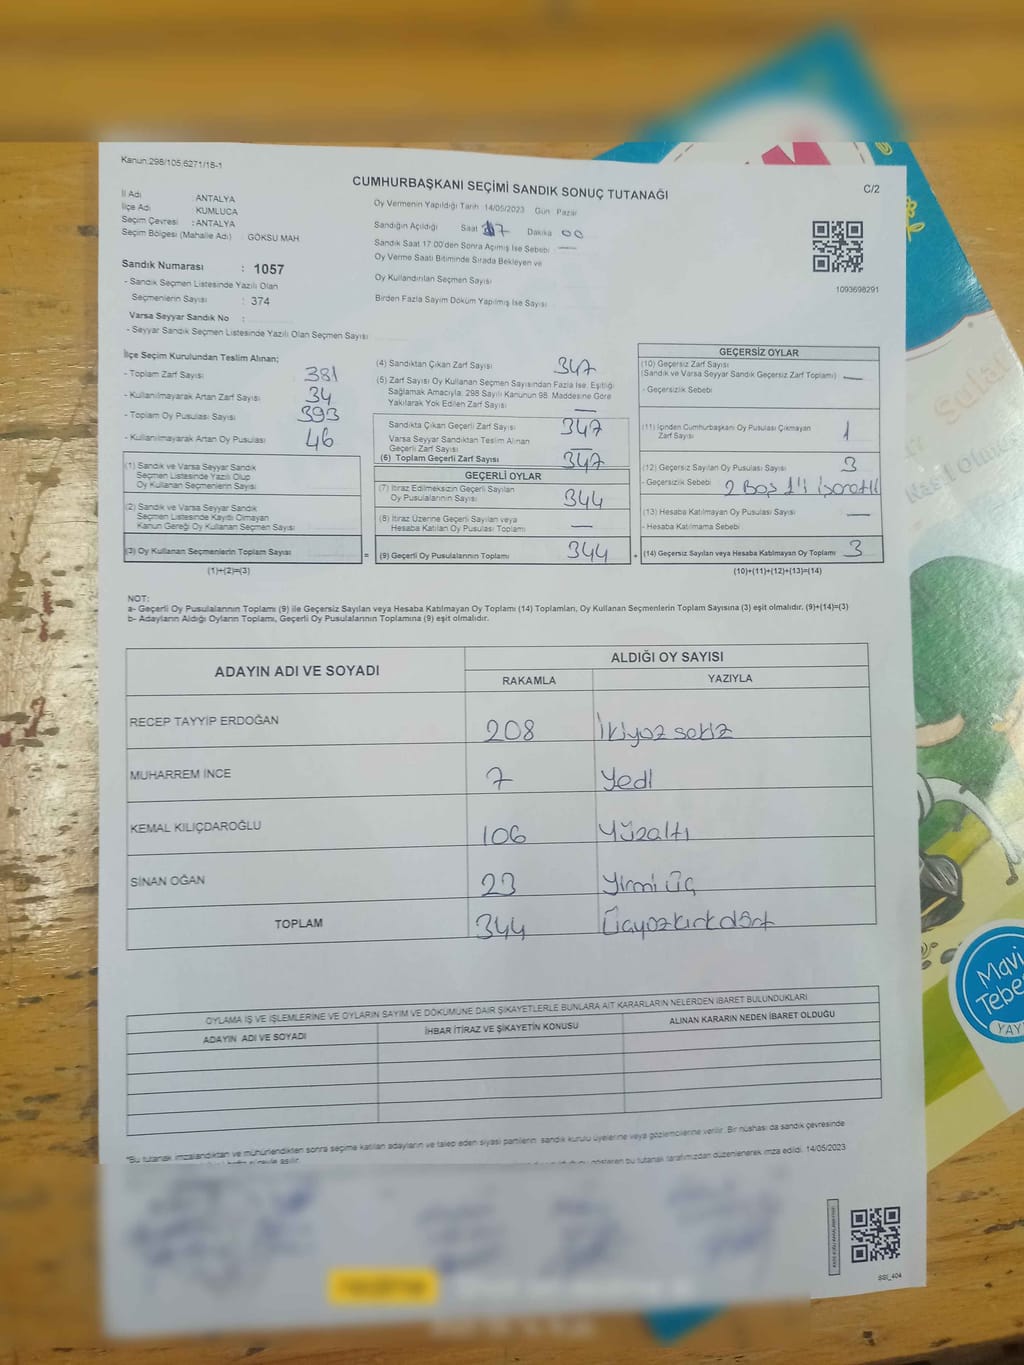 Kanun.298/105.6271/18-1
CUMHURBAŞKANI SEÇİMİ SANDIK SONUÇ TUTANAĞI
C/2
İl Adı : ANTALYA
İlçe Adı : KUMLUCA
Seçim Çevresi : ANTALYA
Seçim Bölgesi (Mahalle Adı) : GÖKSU MAH
Sandık Numarası : 1057
- Sandık Seçmen Listesinde Yazılı Olan
Seçmenlerin Sayısı : 374
Varsa Seyyar Sandık No :
- Seyyar Sandık Seçmen Listesinde Yazılı Olan Seçmen Sayısı
Oy Vermenin Yapıldığı Tarih 14/05/2023 Gün Pazar
Sandığın Açıldığı Saat 17 Dakika 00
Sandık Saat 17:00'den Sonra Açılmış İse Sebebi —
Oy Verme Saati Bitiminde Sırada Bekleyen ve
Oy Kullandırılan Seçmen Sayısı
Birden Fazla Sayım Döküm Yapılmış İse Sayısı
1093698291
İlçe Seçim Kurulundan Teslim Alınan:
- Toplam Zarf Sayısı 381
- Kullanılmayarak Artan Zarf Sayısı 34
- Toplam Oy Pusulası Sayısı 393
- Kullanılmayarak Artan Oy Pusulası 46
(1) Sandık ve Varsa Seyyar Sandık
Seçmen Listesinde Yazılı Olup
Oy Kullanan Seçmenlerin Sayısı
(2) Sandık ve Varsa Seyyar Sandık
Seçmen Listesinde Kayıtlı Olmayan
Kanun Gereği Oy Kullanan Seçmen Sayısı
(3) Oy Kullanan Seçmenlerin Toplam Sayısı
(1)+(2)=(3)
(4) Sandıktan Çıkan Zarf Sayısı 347
(5) Zarf Sayısı Oy Kullanan Seçmen Sayısından Fazla İse, Eşitliği
Sağlamak Amacıyla, 298 Sayılı Kanunun 98. Maddesine Göre
Yakılarak Yok Edilen Zarf Sayısı —
Sandıkta Çıkan Geçerli Zarf Sayısı 347
Varsa Seyyar Sandıktan Teslim Alınan
Geçerli Zarf Sayısı —
(6) Toplam Geçerli Zarf Sayısı 347
GEÇERLİ OYLAR
(7) İtiraz Edilmeksizin Geçerli Sayılan
Oy Pusulalarının Sayısı 344
(8) İtiraz Üzerine Geçerli Sayılan veya
Hesaba Katılan Oy Pusulası Toplamı —
= (9) Geçerli Oy Pusulalarının Toplamı 344
GEÇERSİZ OYLAR
(10) Geçersiz Zarf Sayısı
(Sandık ve Varsa Seyyar Sandık Geçersiz Zarf Toplamı) —
- Geçersizlik Sebebi
(11) İçinden Cumhurbaşkanı Oy Pusulası Çıkmayan
Zarf Sayısı 1
(12) Geçersiz Sayılan Oy Pusulası Sayısı 3
- Geçersizlik Sebebi 2 Boş 1'i işaretli
(13) Hesaba Katılmayan Oy Pusulası Sayısı —
- Hesaba Katılmama Sebebi
+ (14) Geçersiz Sayılan veya Hesaba Katılmayan Oy Toplamı 3
(10)+(11)+(12)+(13)=(14)
NOT:
a- Geçerli Oy Pusulalarının Toplamı (9) ile Geçersiz Sayılan veya Hesaba Katılmayan Oy Toplamı (14) Toplamları, Oy Kullanan Seçmenlerin Toplam Sayısına (3) eşit olmalıdır. (9)+(14)=(3)
b- Adayların Aldığı Oyların Toplamı, Geçerli Oy Pusulalarının Toplamına (9) eşit olmalıdır.
ADAYIN ADI VE SOYADI ALDIĞI OY SAYISI
RAKAMLA YAZIYLA
RECEP TAYYİP ERDOĞAN 208 İkiyüz sekiz
MUHARREM İNCE 7 Yedi
KEMAL KILIÇDAROĞLU 106 Yüzaltı
SİNAN OĞAN 23 Yirmi üç
TOPLAM 344 Üçyüzkırkdört
OYLAMA İŞ VE İŞLEMLERİNE VE OYLARIN SAYIM VE DÖKÜMÜNE DAİR ŞİKAYETLERLE BUNLARA AİT KARARLARIN NELERDEN İBARET BULUNDUKLARI
ADAYIN ADI VE SOYADI İHBAR İTİRAZ VE ŞİKAYETİN KONUSU ALINAN KARARIN NEDEN İBARET OLDUĞU
*Bu tutanak imzalandıktan ve mühürlendikten sonra seçime katılan adayların ve talep eden siyasi partilerin sandık kurulu üyelerine veya gözlemcilerine verilir. Bir nüshası da sandık çevresinde
bu tutanak tarafımızdan düzenlenerek imza edildi. 14/05/2023
SSI_404
Mavi
Tebe
YAYI